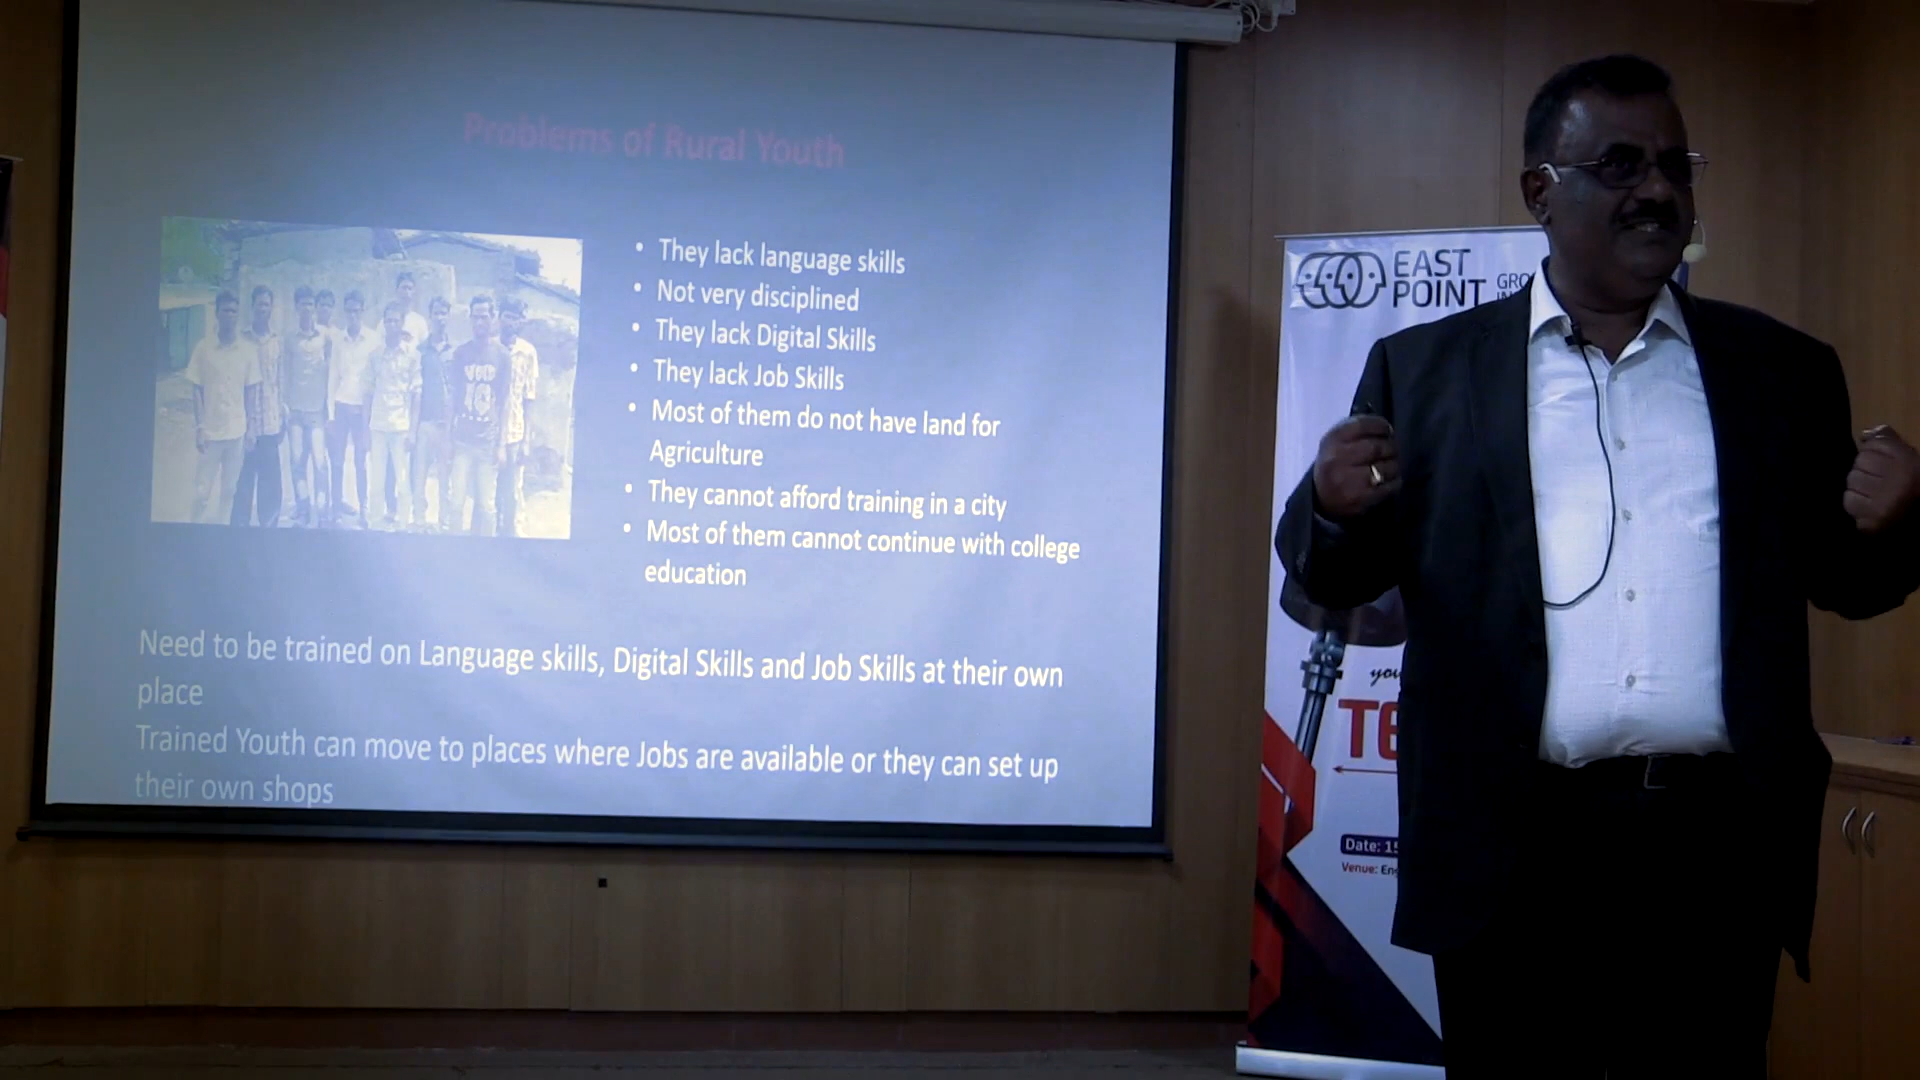 Problems of Rural Youth
• They lack language skills
• Not very disciplined
• They lack Digital Skills
• They lack Job Skills
• Most of them do not have land for
Agriculture
• They cannot afford training in a city
• Most of them cannot continue with college
education
Need to be trained on Language skills, Digital Skills and Job Skills at their own
place
Trained Youth can move to places where Jobs are available or they can set up
their own shops
EAST
POINT
Date: 15
Venue: